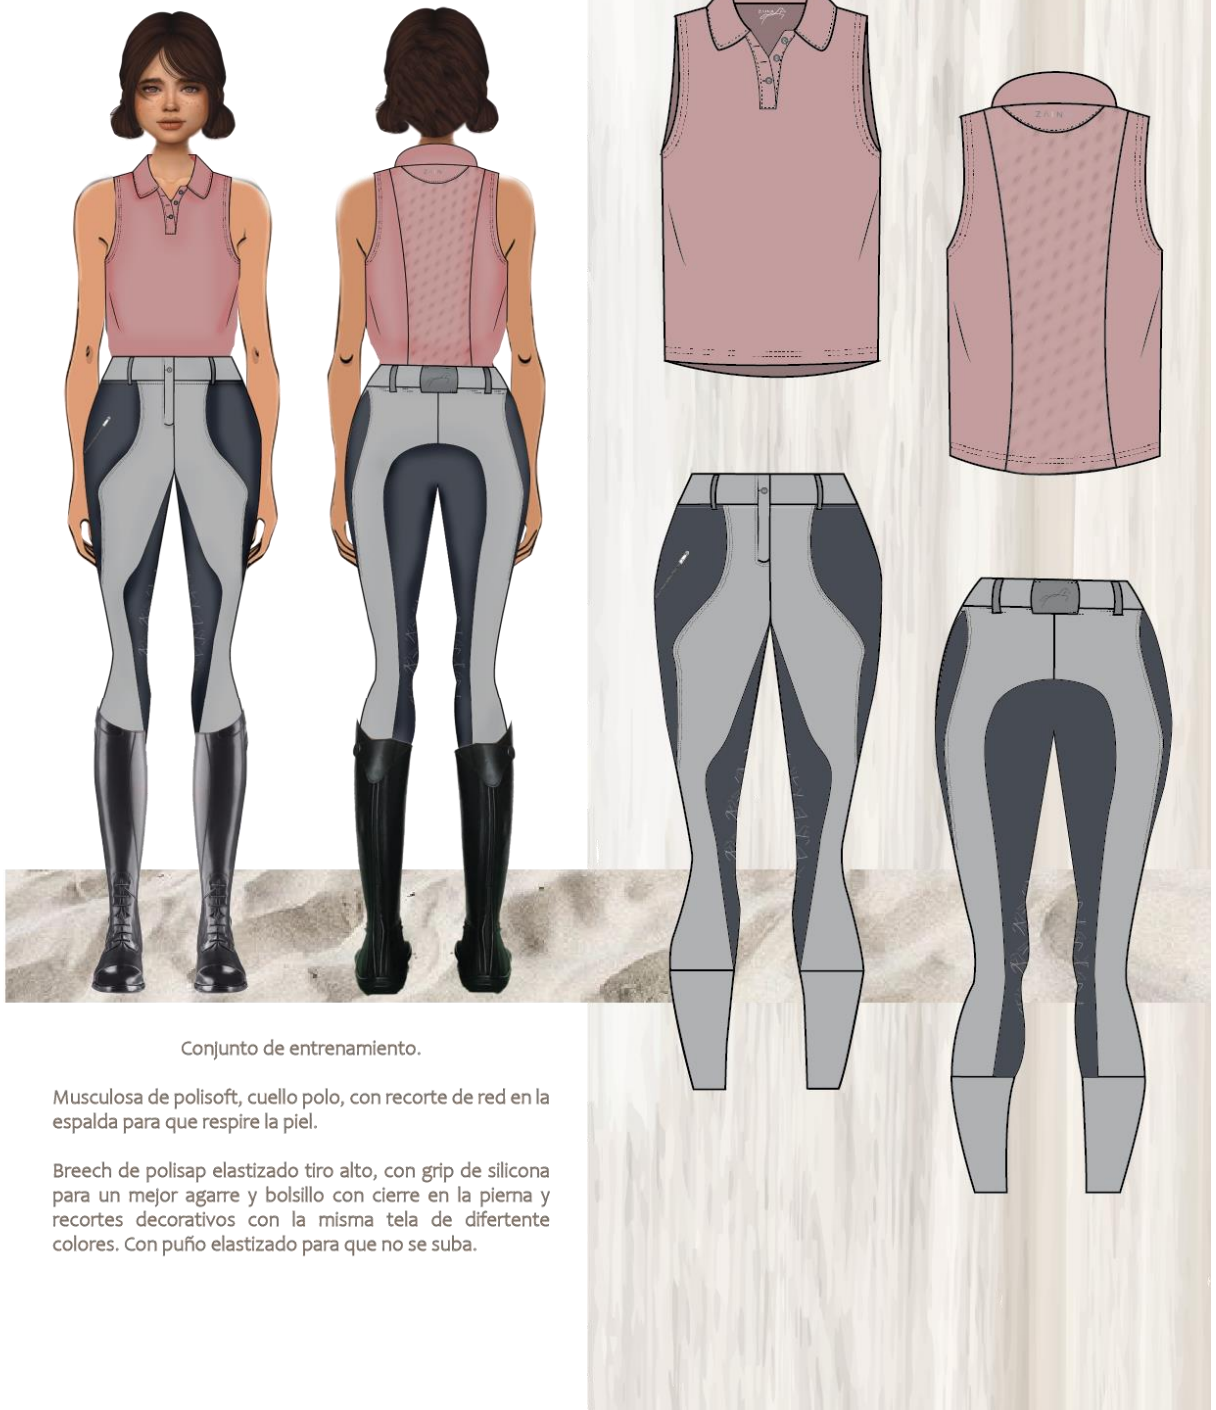 ZAIN
ZAIN
Conjunto de entrenamiento.
Musculosa de polisoft, cuello polo, con recorte de red en la
espalda para que respire la piel.
Breech de polisap elastizado tiro alto, con grip de silicona
para un mejor agarre y bolsillo con cierre en la pierna y
recortes decorativos con la misma tela de difertente
colores. Con puño elastizado para que no se suba.